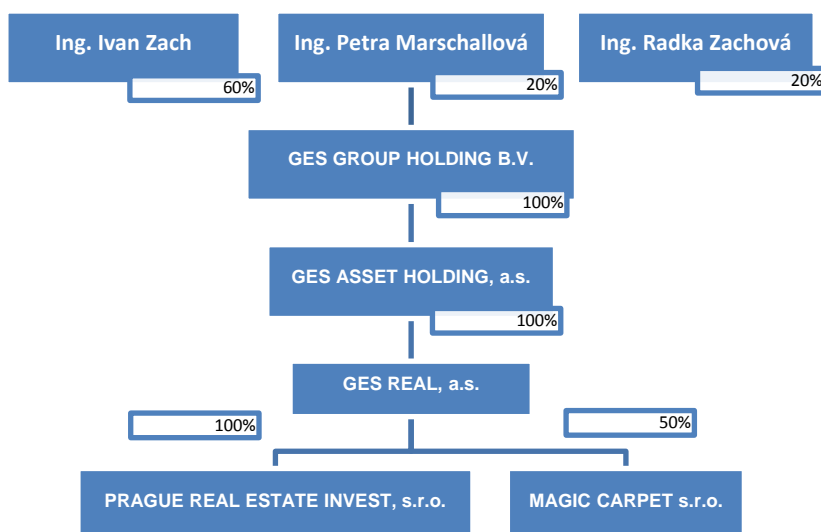 Ing. Ivan Zach
Ing. Petra Marschallová
Ing. Radka Zachová
60%
20%
20%
GES GROUP HOLDING B.V.
100%
GES ASSET HOLDING, a.s.
100%
GES REAL, a.s.
100%
50%
PRAGUE REAL ESTATE INVEST, s.r.o.
MAGIC CARPET s.r.o.